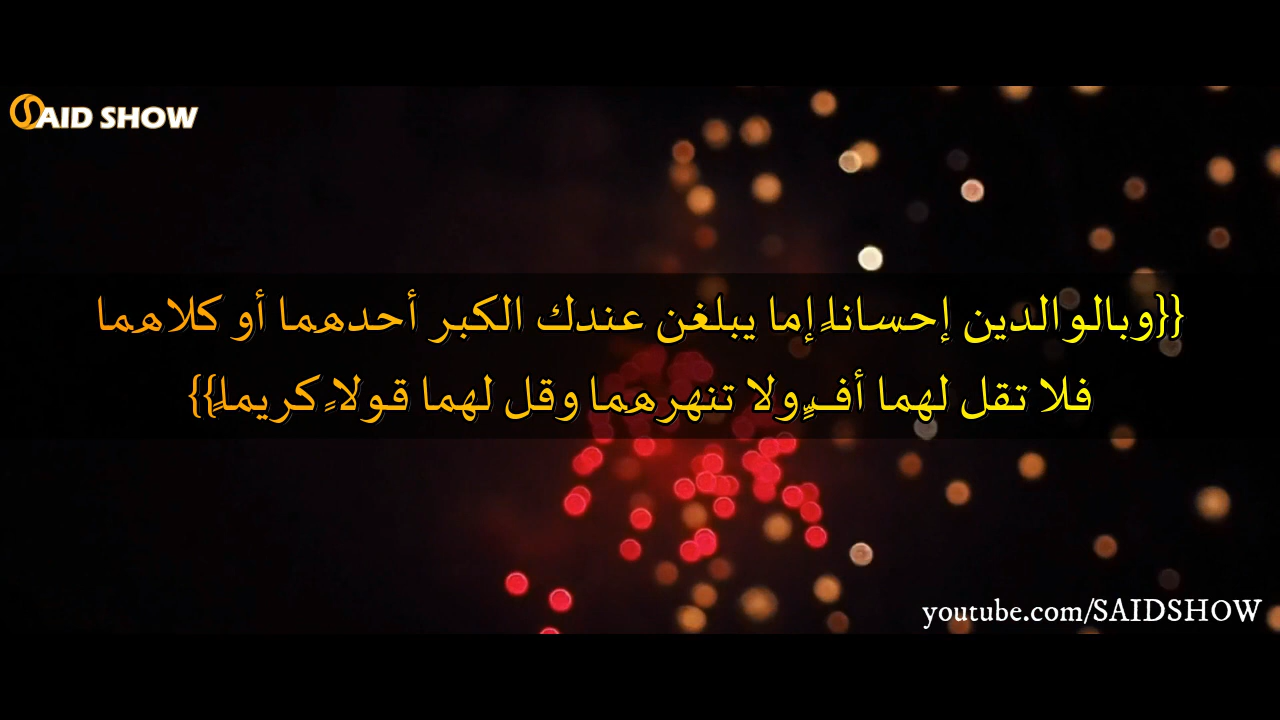 SAID SHOW
{{وبالوالدين إحساناٍ إما يبلغن عندك الكبر أحدهما أو كلاهما
فلا تقل لهما أفٍّ ولا تنهرهما وقل لهما قولاٍ كريماٍ}}
youtube.com/SAIDSHOW